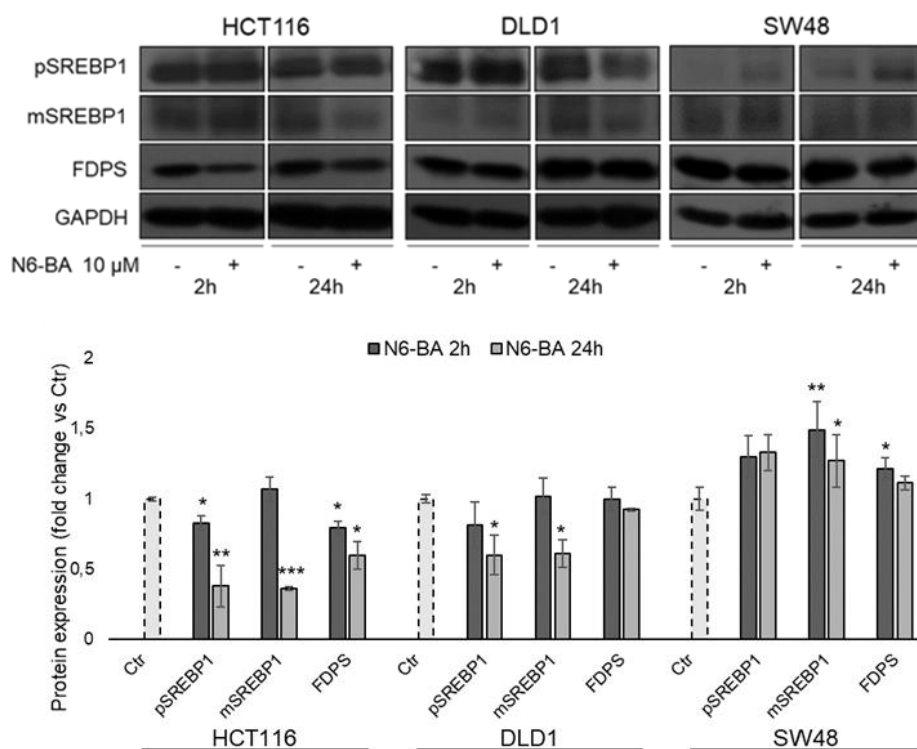 HCT116 DLD1 SW48
pSREBP1
mSREBP1
FDPS
GAPDH
N6-BA 10 µM - + - + - + - + - + - +
2h 24h 2h 24h 2h 24h
N6-BA 2h N6-BA 24h
Protein expression (fold change vs Ctr)
2
1,5
1
0,5
0
* ** *** * * * * ** * *
Ctr pSREBP1 mSREBP1 FDPS Ctr pSREBP1 mSREBP1 FDPS Ctr pSREBP1 mSREBP1 FDPS
HCT116 DLD1 SW48